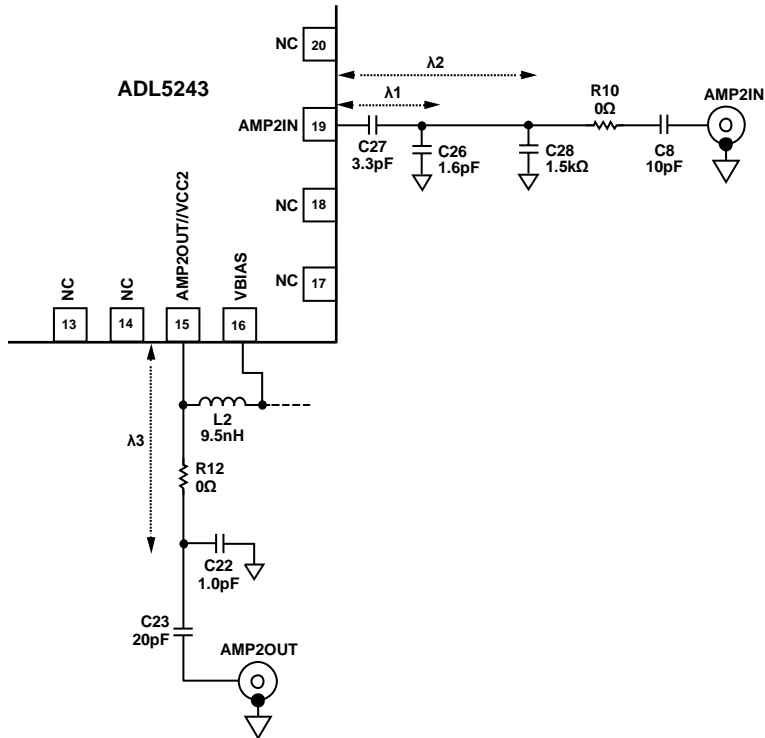 NC
20
ADL5243
λ2
λ1
R10
0Ω
AMP2IN
AMP2IN
19
C27
3.3pF
C26
1.6pF
C28
1.5kΩ
C8
10pF
NC
18
AMP2OUT//VCC2
VBIAS
NC
NC
NC
17
13
14
15
16
L2
9.5nH
λ3
R12
0Ω
C22
1.0pF
C23
20pF
AMP2OUT